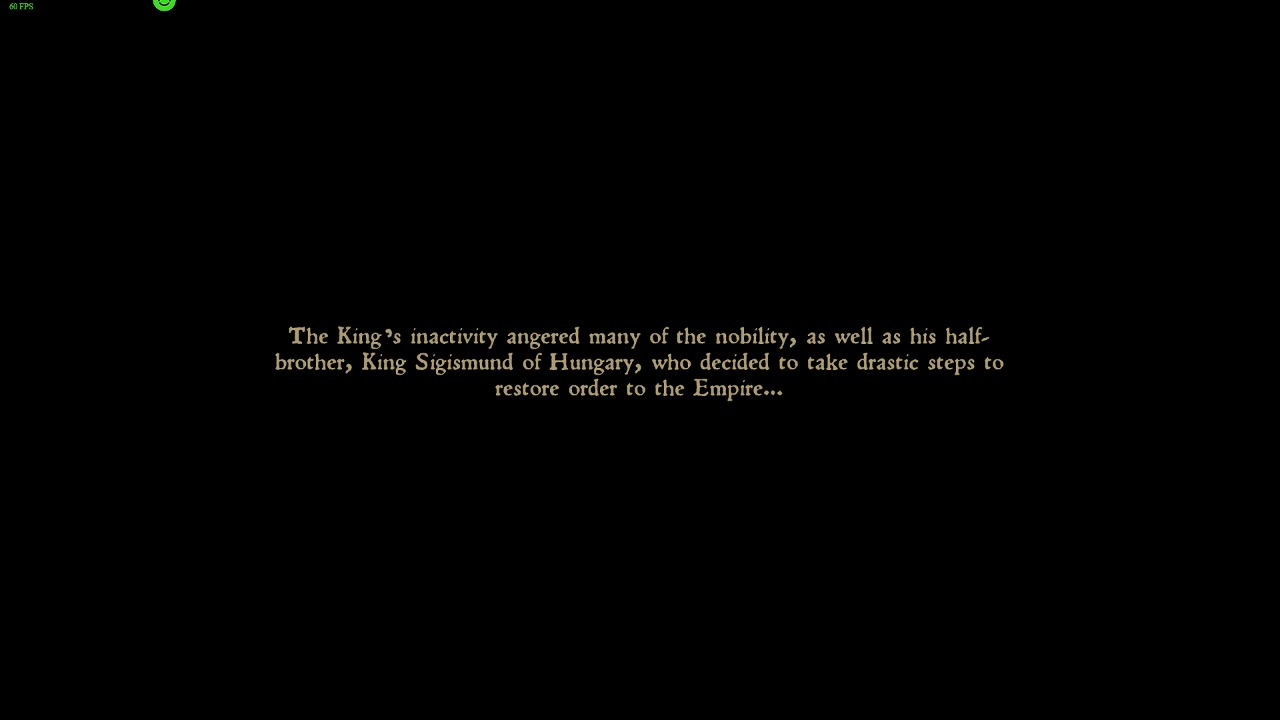 60 FPS
The King's inactivity angered many of the nobility, as well as his half-
brother, King Sigismund of Hungary, who decided to take drastic steps to
restore order to the Empire...